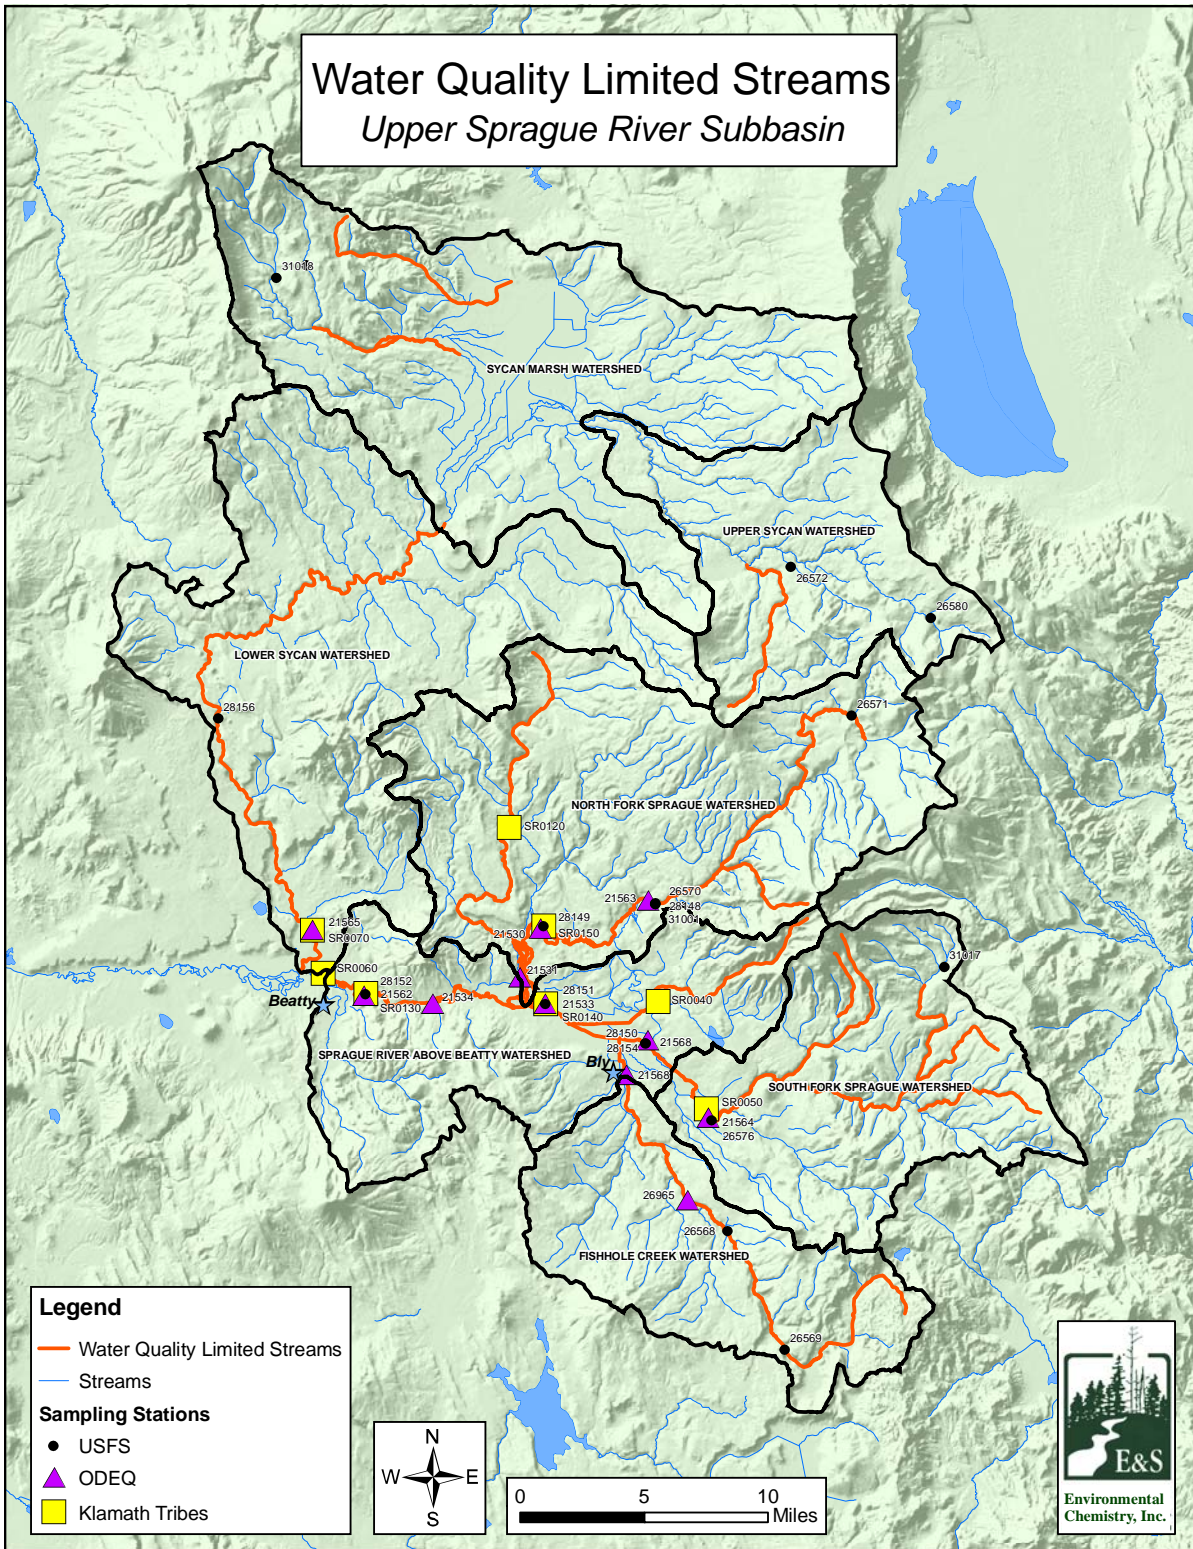 Water Quality Limited Streams
Upper Sprague River Subbasin
31018
SYCAN MARSH WATERSHED
UPPER SYCAN WATERSHED
26572
26580
LOWER SYCAN WATERSHED
28156
26571
NORTH FORK SPRAGUE WATERSHED
SR0120
21563
26570
28148
31001
21565
SR0070
28149
SR0150
21530
31017
SR0060
21531
Beatty
28152
21562
SR0130
21534
28151
21533
SR0140
SR0040
28150
28154
21568
SPRAGUE RIVER ABOVE BEATTY WATERSHED
Bly
21568
SOUTH FORK SPRAGUE WATERSHED
SR0050
21564
26576
26965
26568
FISHHOLE CREEK WATERSHED
26569
Legend
Water Quality Limited Streams
Streams
Sampling Stations
USFS
ODEQ
Klamath Tribes
N
W
E
S
0
5
10
Miles
E&S
Environmental
Chemistry, Inc.